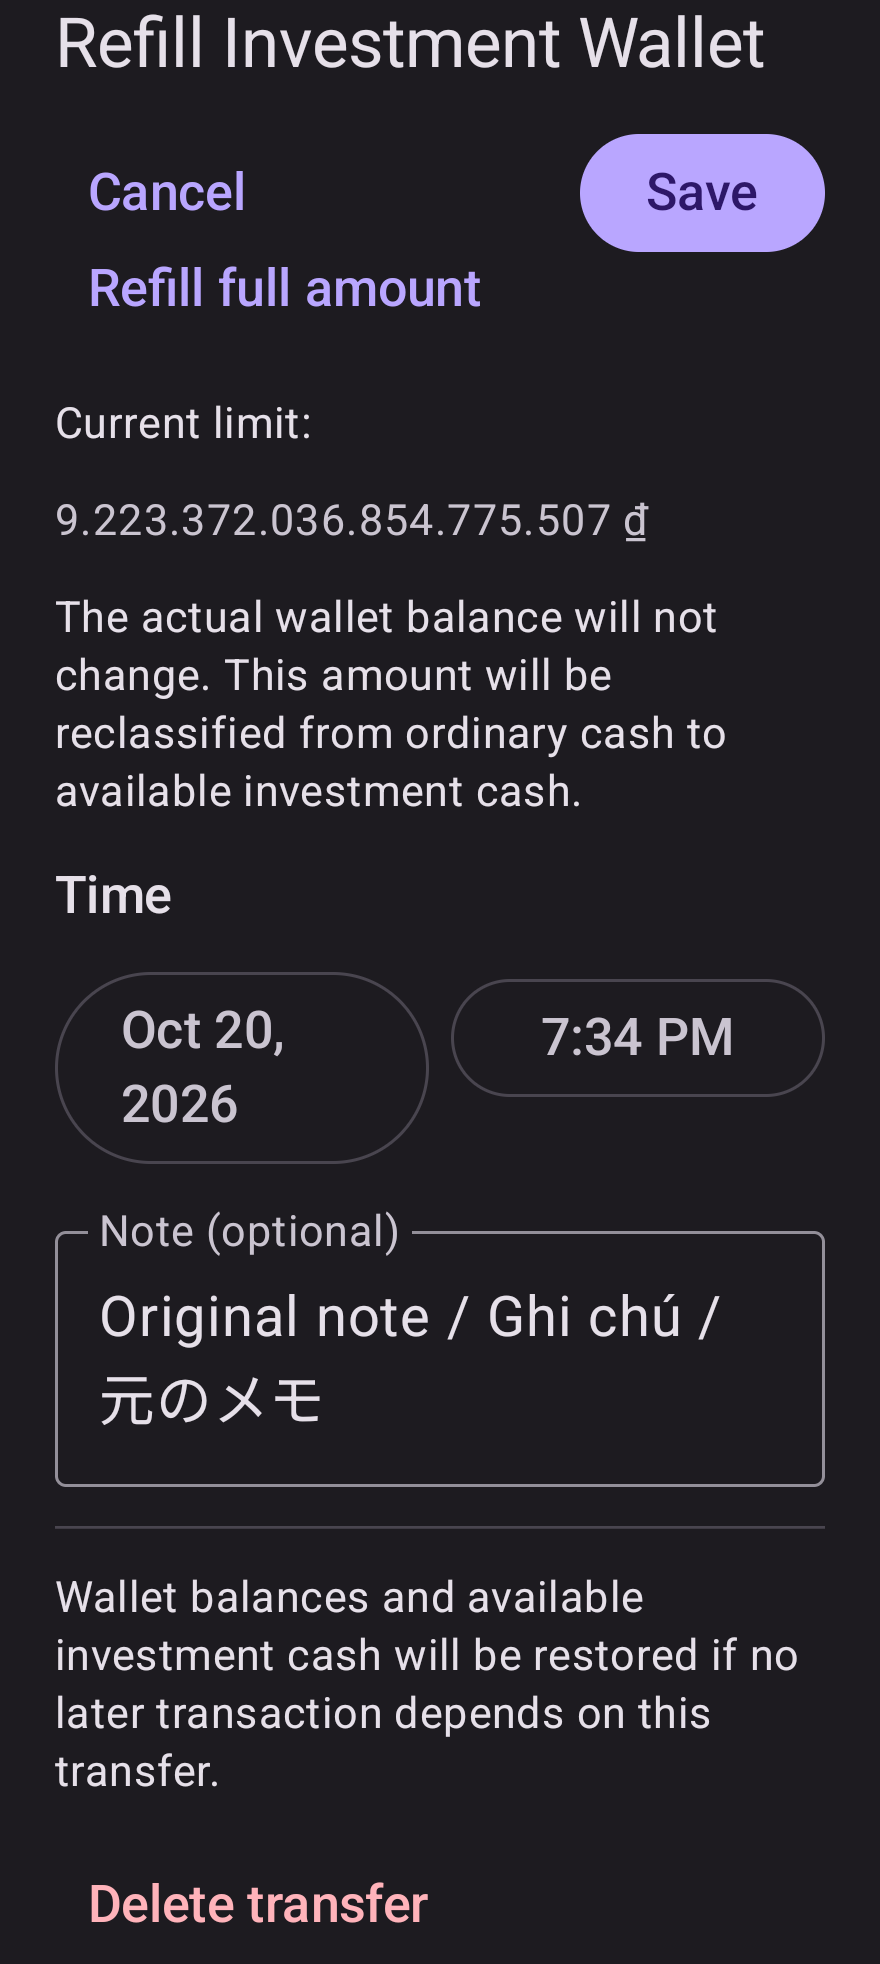 Refill Investment Wallet
Cancel
Save
Refill full amount
Current limit:
9.223.372.036.854.775.507 ₫
The actual wallet balance will not
change. This amount will be
reclassified from ordinary cash to
available investment cash.
Time
Oct 20,
2026
7:34 PM
Note (optional)
Original note / Ghi chú /
元のメモ
Wallet balances and available
investment cash will be restored if no
later transaction depends on this
transfer.
Delete transfer